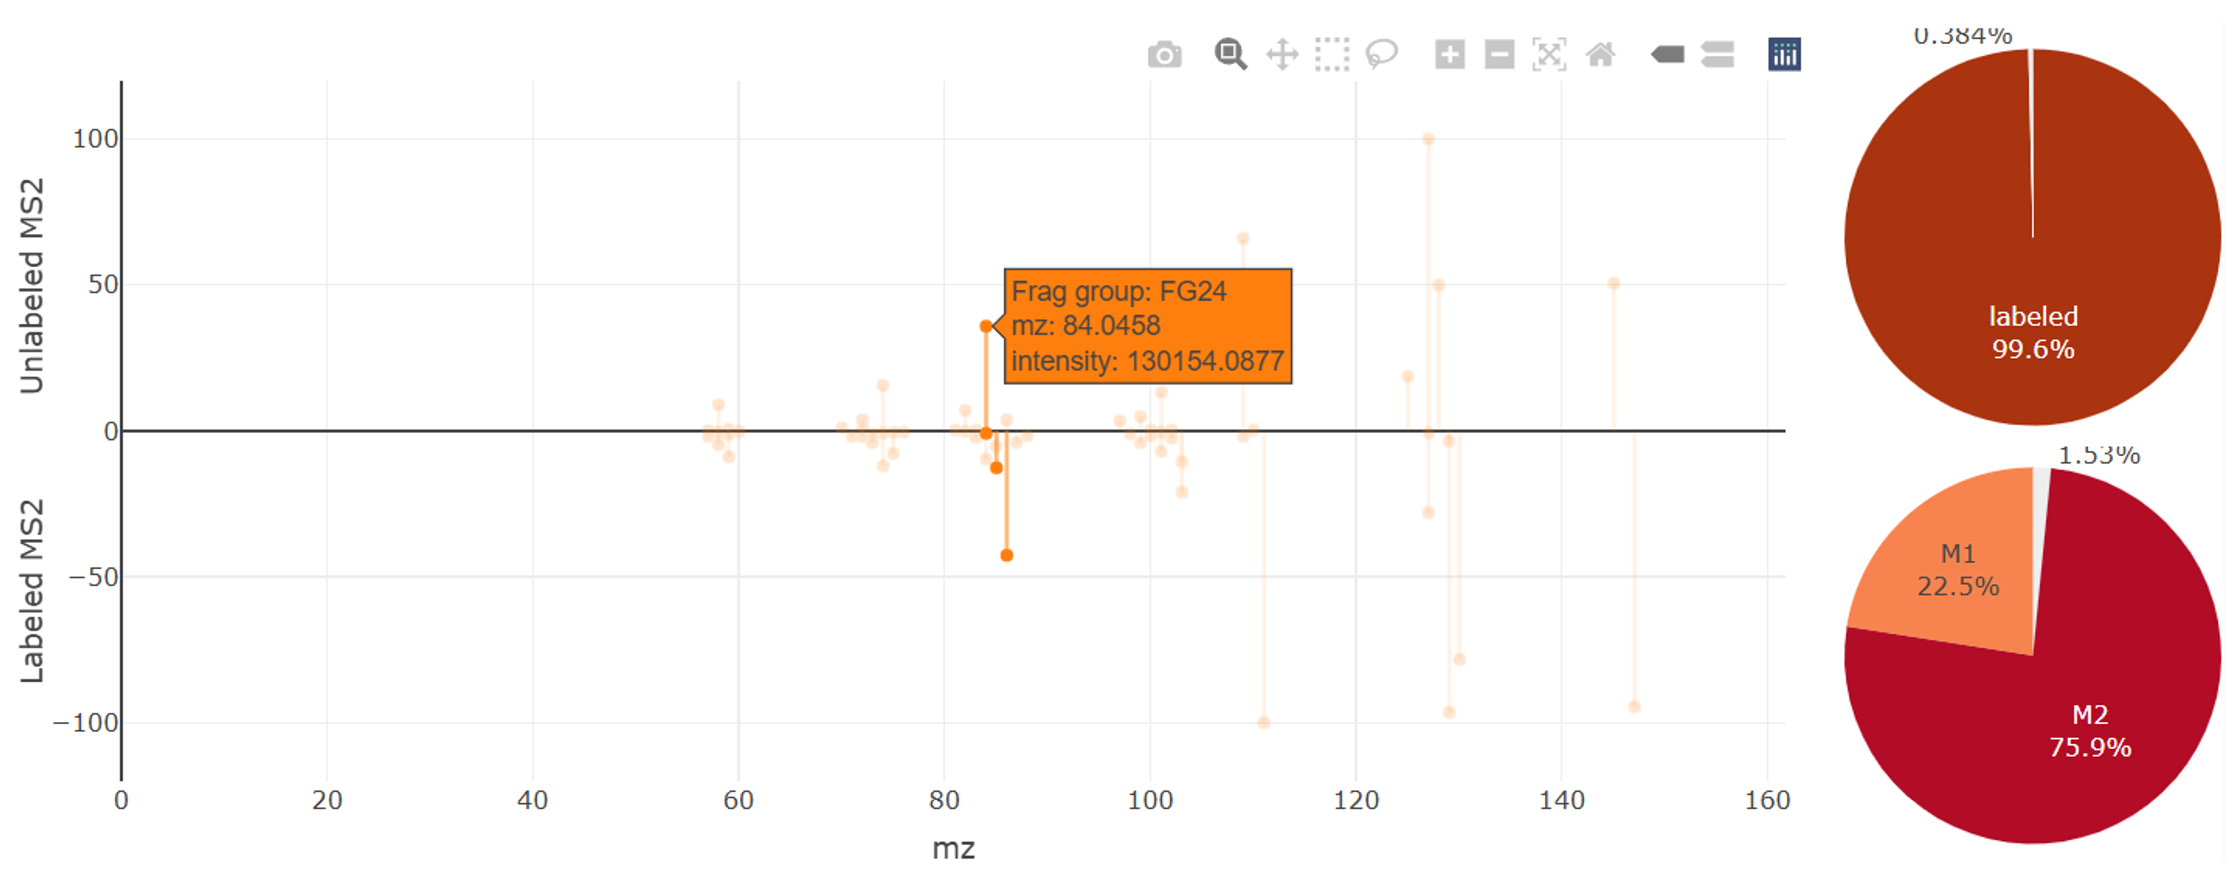 0.384%
100
50
0
−50
−100
Unlabeled MS2
Labeled MS2
Frag group: FG24
mz: 84.0458
intensity: 130154.0877
labeled
99.6%
1.53%
M1
22.5%
M2
75.9%
0 20 40 60 80 100 120 140 160
mz